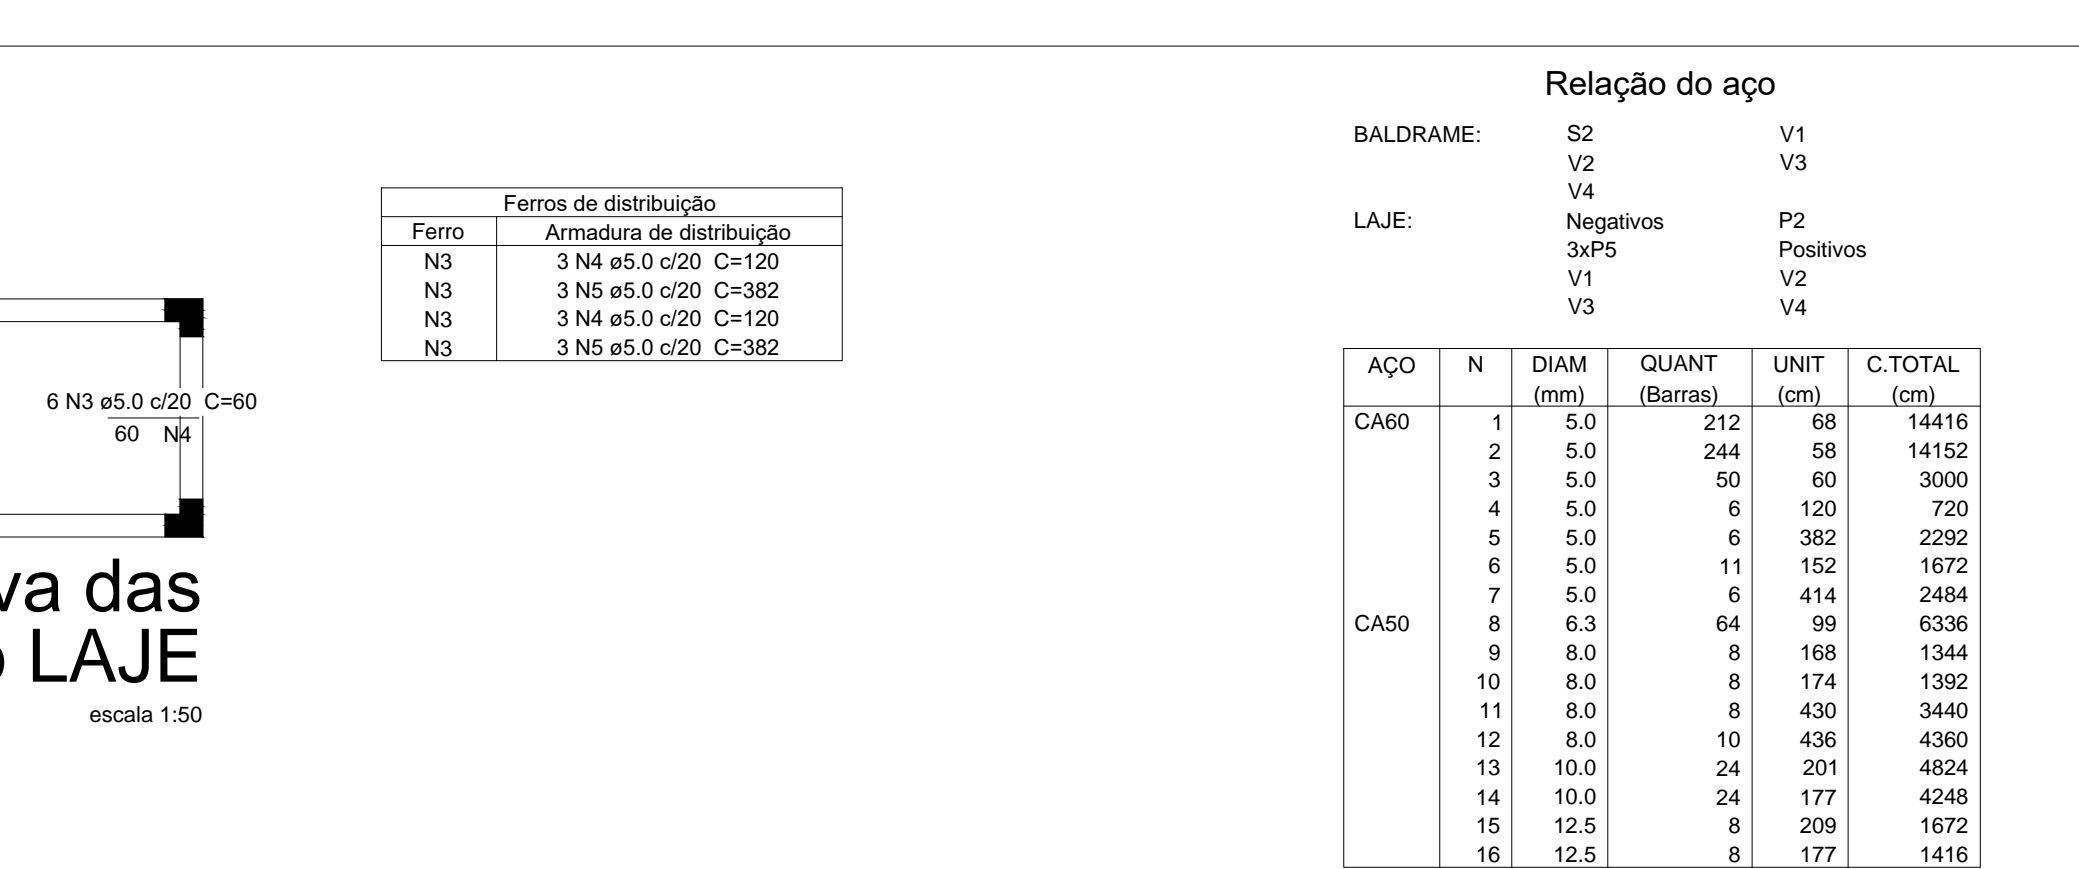 Relação do aço
BALDRAME: S2 V1
V2 V3
V4
LAJE: Negativos P2
3xP5 Positivos
V1 V2
V3 V4
Ferros de distribuição
Ferro Armadura de distribuição
N3 3 N4 ø5.0 c/20 C=120
N3 3 N5 ø5.0 c/20 C=382
N3 3 N4 ø5.0 c/20 C=120
N3 3 N5 ø5.0 c/20 C=382
6 N3 ø5.0 c/20 C=60
60 N4
va das
o LAJE
escala 1:50
AÇO N DIAM QUANT UNIT C.TOTAL
(mm) (Barras) (cm) (cm)
CA60 1 5.0 212 68 14416
2 5.0 244 58 14152
3 5.0 50 60 3000
4 5.0 6 120 720
5 5.0 6 382 2292
6 5.0 11 152 1672
7 5.0 6 414 2484
CA50 8 6.3 64 99 6336
9 8.0 8 168 1344
10 8.0 8 174 1392
11 8.0 8 430 3440
12 8.0 10 436 4360
13 10.0 24 201 4824
14 10.0 24 177 4248
15 12.5 8 209 1672
16 12.5 8 177 1416